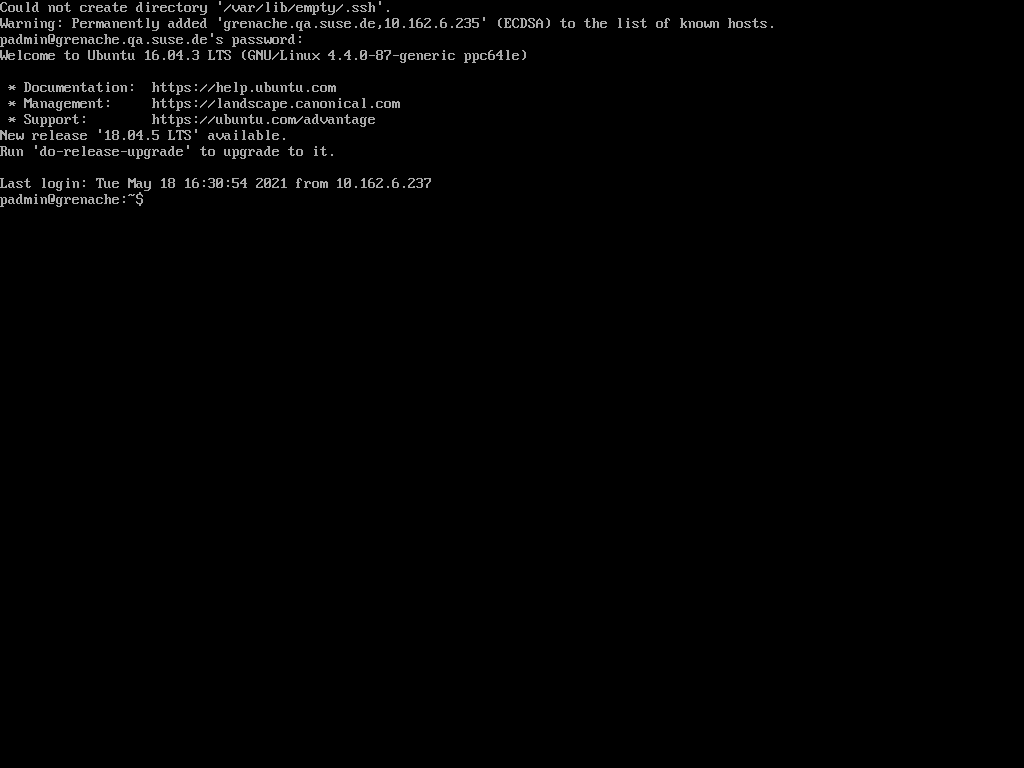 Could not create directory '/var/lib/empty/.ssh'.
Warning: Permanently added 'grenache.qa.suse.de,10.162.6.235' (ECDSA) to the list of known hosts.
padmin@grenache.qa.suse.de's password:
Welcome to Ubuntu 16.04.3 LTS (GNU/Linux 4.4.0-87-generic ppc64le)

 * Documentation:  https://help.ubuntu.com
 * Management:     https://landscape.canonical.com
 * Support:        https://ubuntu.com/advantage
New release '18.04.5 LTS' available.
Run 'do-release-upgrade' to upgrade to it.

Last login: Tue May 18 16:30:54 2021 from 10.162.6.237
padmin@grenache:~$